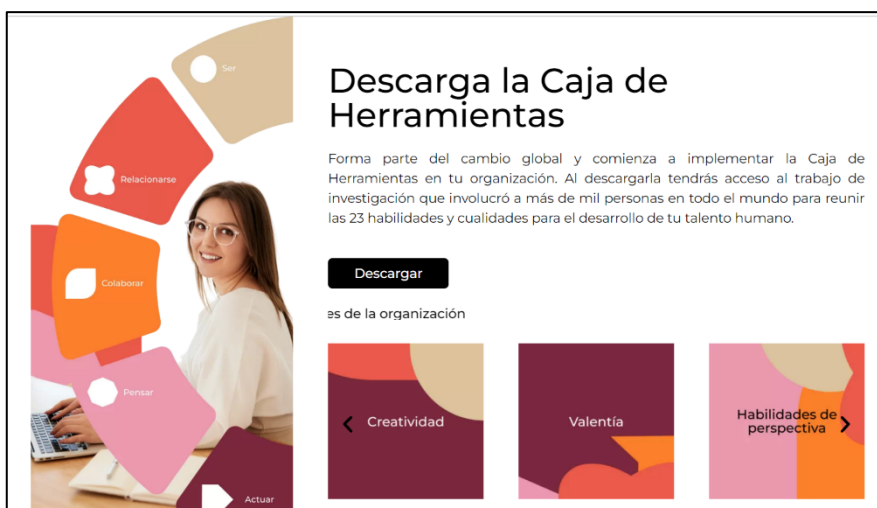 Ser
Relacionarse
Colaborar
Pensar
Actuar
Descarga la Caja de
Herramientas
Forma parte del cambio global y comienza a implementar la Caja de
Herramientas en tu organización. Al descargarla tendrás acceso al trabajo de
investigación que involucró a más de mil personas en todo el mundo para reunir
las 23 habilidades y cualidades para el desarrollo de tu talento humano.
Descargar
es de la organización
Creatividad
Valentía
Habilidades de
perspectiva